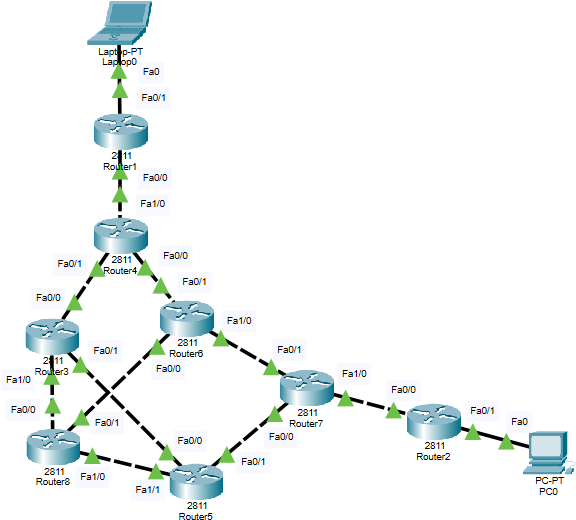 Laptop-PT
Laptop0
Fa0
Fa0/1
2811
Router1
Fa0/0
Fa1/0
2811
Router4
Fa0/1
Fa0/0
Fa0/0
Fa0/1
2811
Router3
2811
Router6
Fa1/0
Fa0/1
Fa0/1
Fa0/0
Fa1/0
Fa1/0
2811
Router7
Fa0/0
Fa0/0
Fa0/1
Fa0/0
2811
Router2
Fa0/1
Fa0
Fa0/0
Fa0/1
2811
Router8
Fa1/0
Fa1/1
2811
Router5
PC-PT
PC0